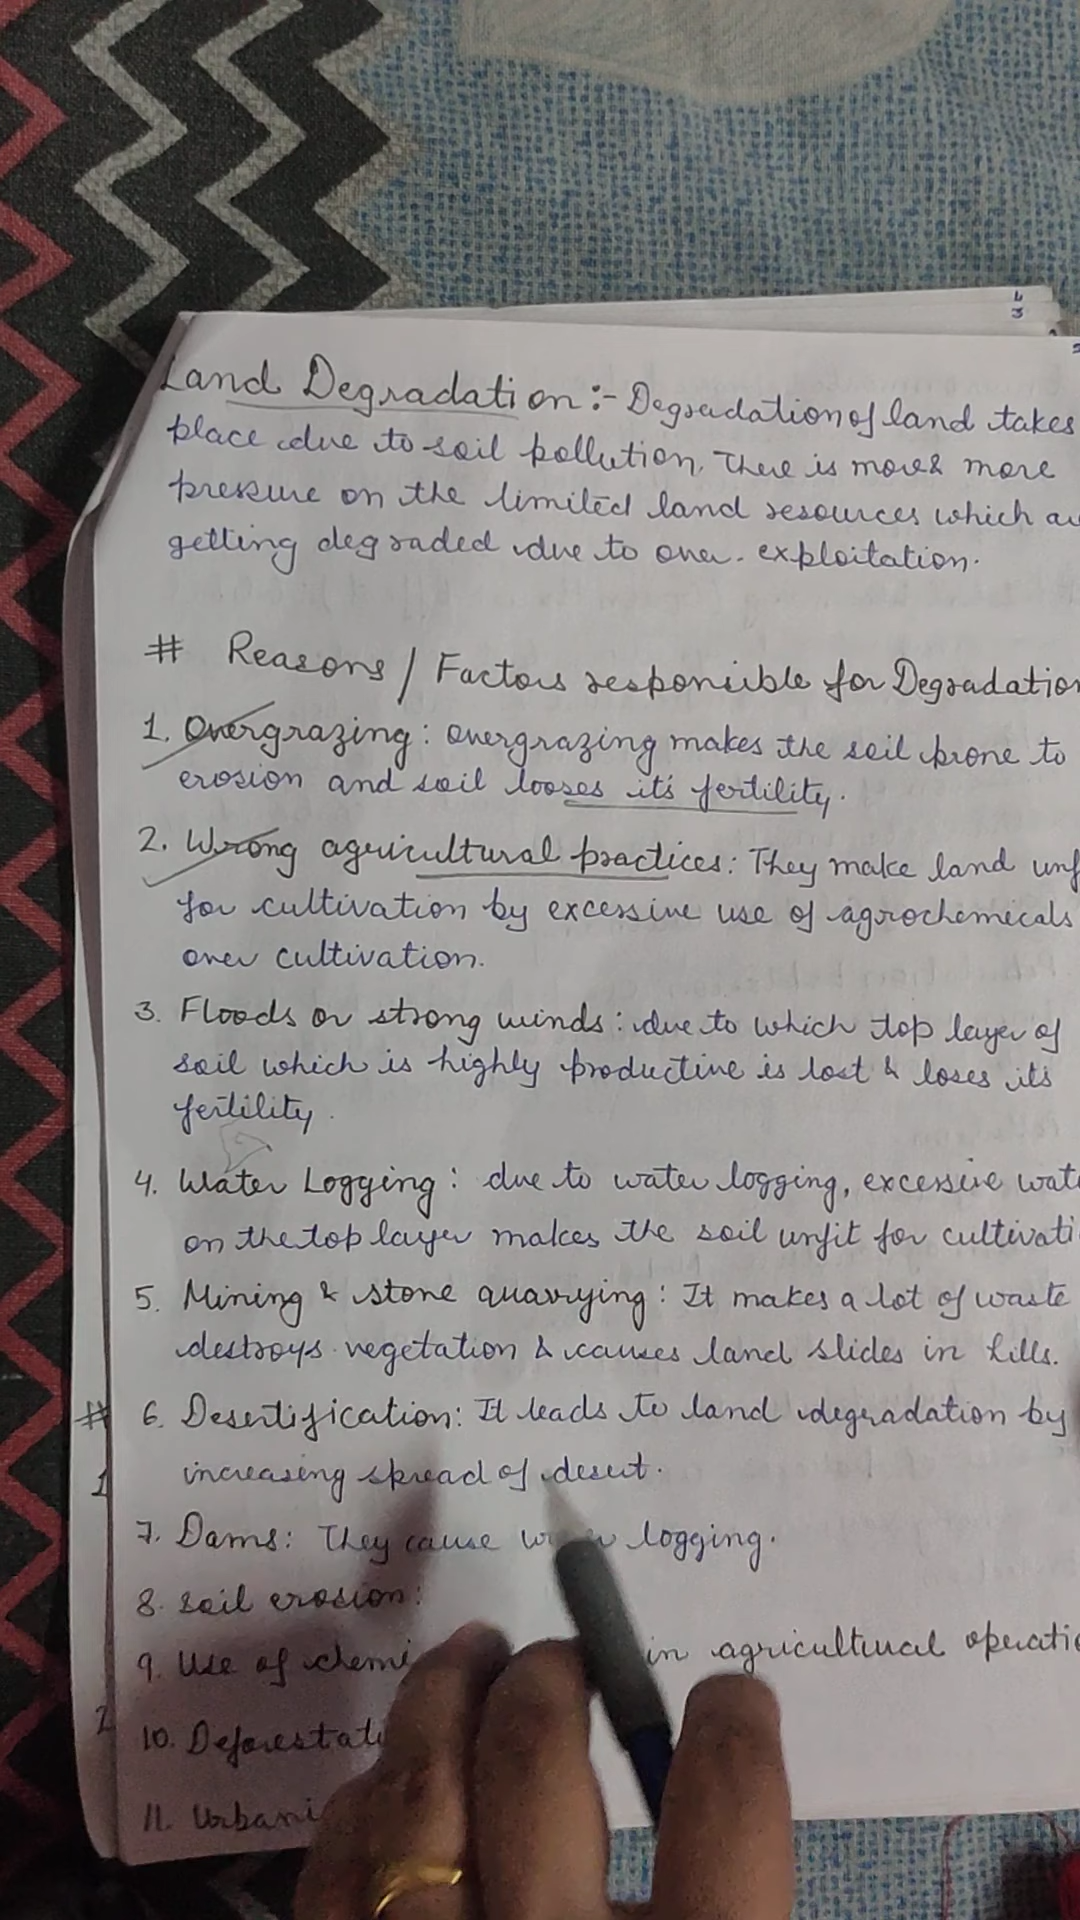 Land Degradation :- Degradation of land takes
place due to soil pollution. There is more & more
pressure on the limited land resources which
getting degraded due to over- exploitation.
# Reasons / Factors responsible for Degradation
1. Overgrazing : overgrazing makes the soil prone to
erosion and soil looses it's fertility.
2. Wrong agricultural practices : They make land
for cultivation by excessive use of agrochemicals
over cultivation.
3. Floods or strong winds : due to which top layer of
soil which is highly productive is lost & loses its
fertility.
4. Water Logging : due to water logging, excessive
on the top layer makes the soil unfit for
5. Mining & stone quarrying : It makes a lot of waste
destroys vegetation & causes land slides in hills.
# 6. Desertification : It leads to land degradation by
1 increasing spread of desert.
7. Dams : They cause logging.
8. Soil erosion :
9. Use of in agricultural
2
10.
11.